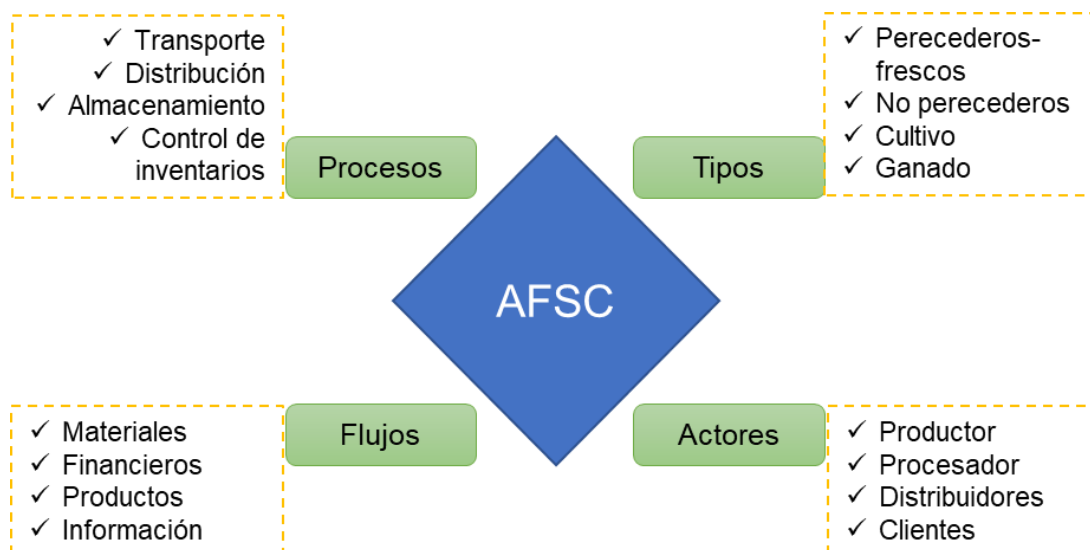 ✓ Transporte
✓ Distribución
✓ Almacenamiento
✓ Control de
inventarios
Procesos
Tipos
✓ Perecederos-
frescos
✓ No perecederos
✓ Cultivo
✓ Ganado
AFSC
✓ Materiales
✓ Financieros
✓ Productos
✓ Información
Flujos
Actores
✓ Productor
✓ Procesador
✓ Distribuidores
✓ Clientes